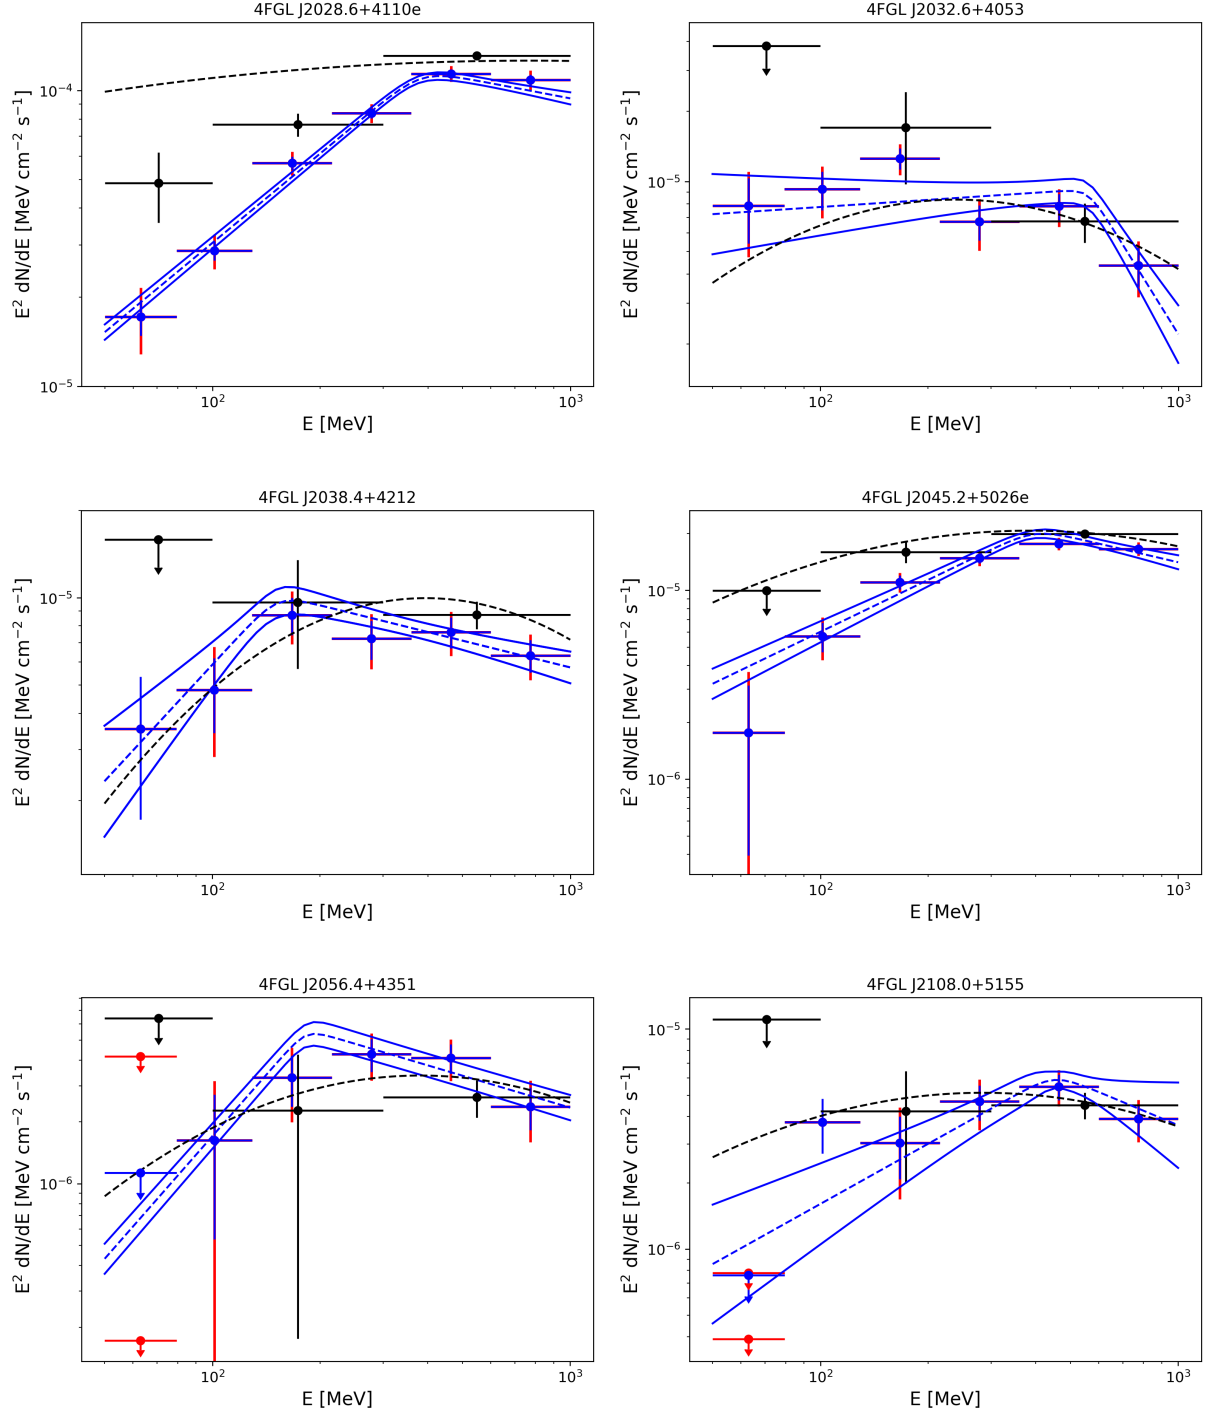 4FGL J2028.6+4110e
E² dN/dE [MeV cm⁻² s⁻¹]
10⁻⁴
10⁻⁵
10²
10³
E [MeV]
4FGL J2032.6+4053
E² dN/dE [MeV cm⁻² s⁻¹]
10⁻⁵
10²
10³
E [MeV]
4FGL J2038.4+4212
E² dN/dE [MeV cm⁻² s⁻¹]
10⁻⁵
10²
10³
E [MeV]
4FGL J2045.2+5026e
E² dN/dE [MeV cm⁻² s⁻¹]
10⁻⁵
10⁻⁶
10²
10³
E [MeV]
4FGL J2056.4+4351
E² dN/dE [MeV cm⁻² s⁻¹]
10⁻⁶
10²
10³
E [MeV]
4FGL J2108.0+5155
E² dN/dE [MeV cm⁻² s⁻¹]
10⁻⁵
10⁻⁶
10²
10³
E [MeV]